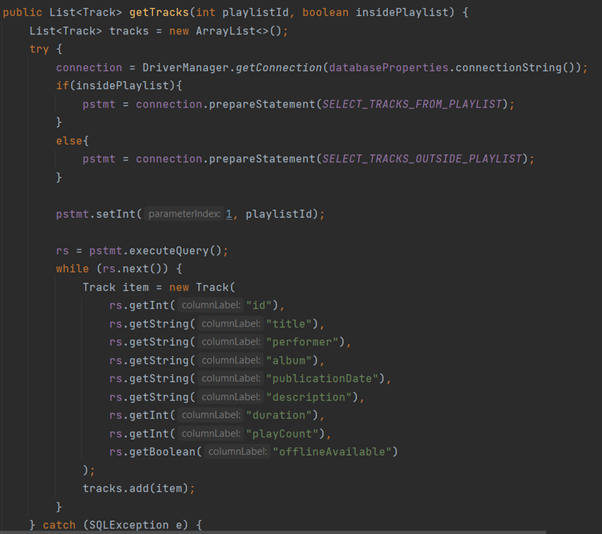 public List<Track> getTracks(int playlistId, boolean insidePlaylist) {
    List<Track> tracks = new ArrayList<>();
    try {
        connection = DriverManager.getConnection(databaseProperties.connectionString());
        if(insidePlaylist){
            pstmt = connection.prepareStatement(SELECT_TRACKS_FROM_PLAYLIST);
        }
        else{
            pstmt = connection.prepareStatement(SELECT_TRACKS_OUTSIDE_PLAYLIST);
        }

        pstmt.setInt( parameterIndex: 1, playlistId);

        rs = pstmt.executeQuery();
        while (rs.next()) {
            Track item = new Track(
                rs.getInt( columnLabel: "id"),
                rs.getString( columnLabel: "title"),
                rs.getString( columnLabel: "performer"),
                rs.getString( columnLabel: "album"),
                rs.getString( columnLabel: "publicationDate"),
                rs.getString( columnLabel: "description"),
                rs.getInt( columnLabel: "duration"),
                rs.getInt( columnLabel: "playCount"),
                rs.getBoolean( columnLabel: "offlineAvailable")
            );
            tracks.add(item);
        }
    } catch (SQLException e) {